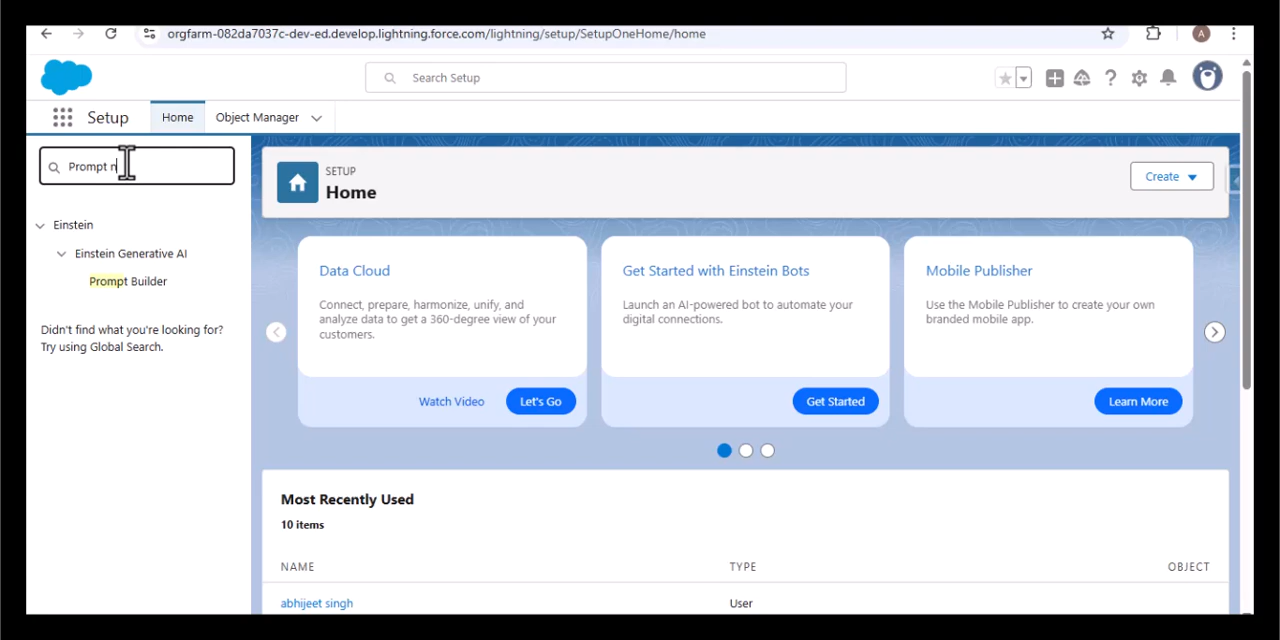 orgfarm-082da7037c-dev-ed.develop.lightning.force.com/lightning/setup/SetupOneHome/home
A
Search Setup
Setup
Home
Object Manager
Prompt n
SETUP
Home
Create
Einstein
Einstein Generative AI
Prompt Builder
Didn't find what you're looking for?
Try using Global Search.
Data Cloud
Connect, prepare, harmonize, unify, and
analyze data to get a 360-degree view of your
customers.
Watch Video
Let's Go
Get Started with Einstein Bots
Launch an AI-powered bot to automate your
digital connections.
Get Started
Mobile Publisher
Use the Mobile Publisher to create your own
branded mobile app.
Learn More
Most Recently Used
10 items
NAME TYPE OBJECT
abhijeet singh User